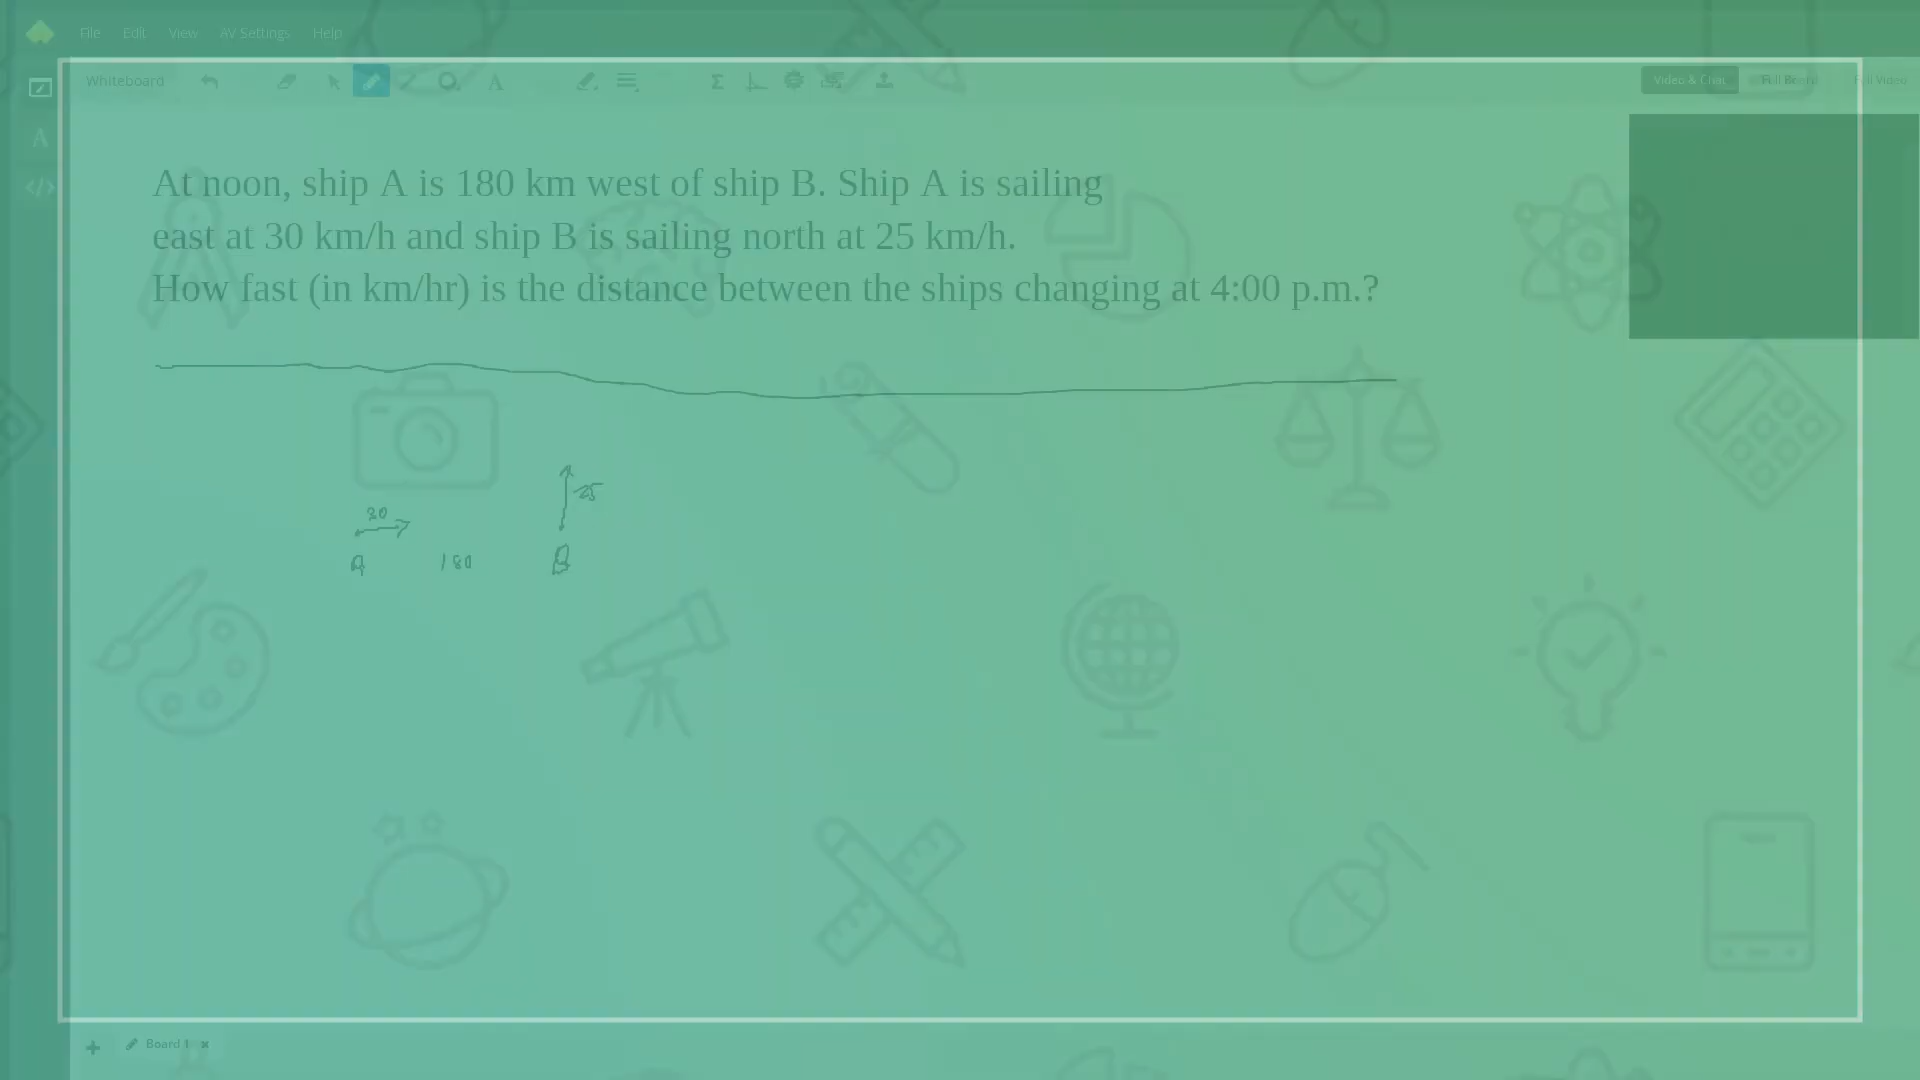 File Edit View AV Settings Help
Whiteboard A Σ Video & Chat Full Board Full Video
A
</>
At noon, ship A is 180 km west of ship B. Ship A is sailing
east at 30 km/h and ship B is sailing north at 25 km/h.
How fast (in km/hr) is the distance between the ships changing at 4:00 p.m.?
25
30
A 180 B
Board 1